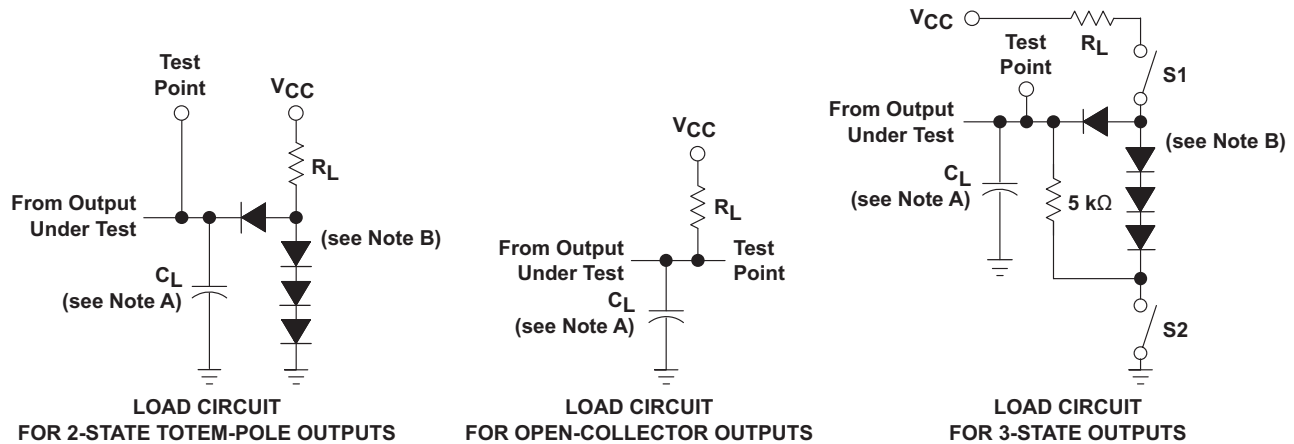 Test
Point
VCC
RL
From Output
Under Test
(see Note B)
CL
(see Note A)
LOAD CIRCUIT
FOR 2-STATE TOTEM-POLE OUTPUTS
VCC
RL
From Output
Under Test
Test
Point
CL
(see Note A)
LOAD CIRCUIT
FOR OPEN-COLLECTOR OUTPUTS
VCC
RL
Test
Point
S1
From Output
Under Test
(see Note B)
CL
(see Note A)
5 kΩ
S2
LOAD CIRCUIT
FOR 3-STATE OUTPUTS